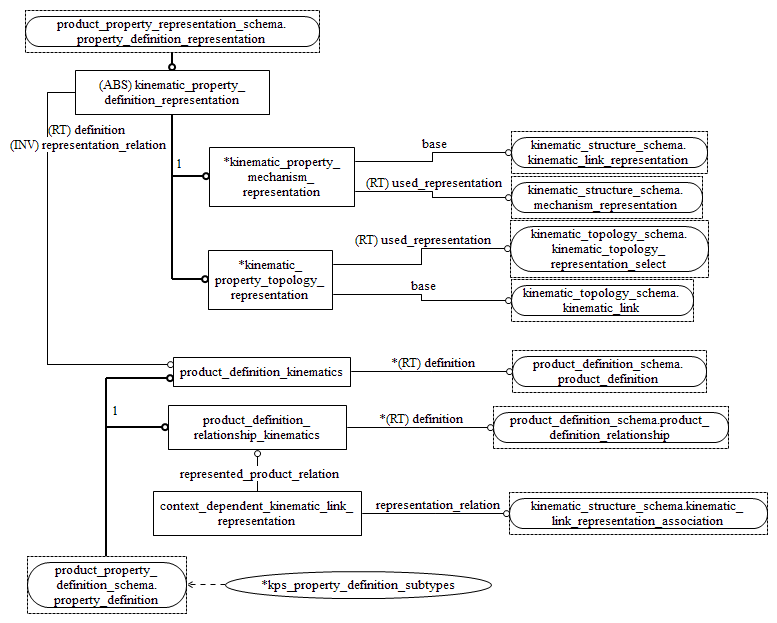 product_property_representation_schema.
property_definition_representation
(ABS) kinematic_property_
definition_representation
(RT) definition
(INV) representation_relation
1
*kinematic_property_
mechanism_
representation
base
kinematic_structure_schema.
kinematic_link_representation
(RT) used_representation
kinematic_structure_schema.
mechanism_representation
*kinematic_
property_topology_
representation
(RT) used_representation
kinematic_topology_schema.
kinematic_topology_
representation_select
base
kinematic_topology_schema.
kinematic_link
product_definition_kinematics
*(RT) definition
product_definition_schema.
product_definition
1
product_definition_
relationship_kinematics
*(RT) definition
product_definition_schema.product_
definition_relationship
represented_product_relation
context_dependent_kinematic_link_
representation
representation_relation
kinematic_structure_schema.kinematic_
link_representation_association
product_property_
definition_schema.
property_definition
*kps_property_definition_subtypes